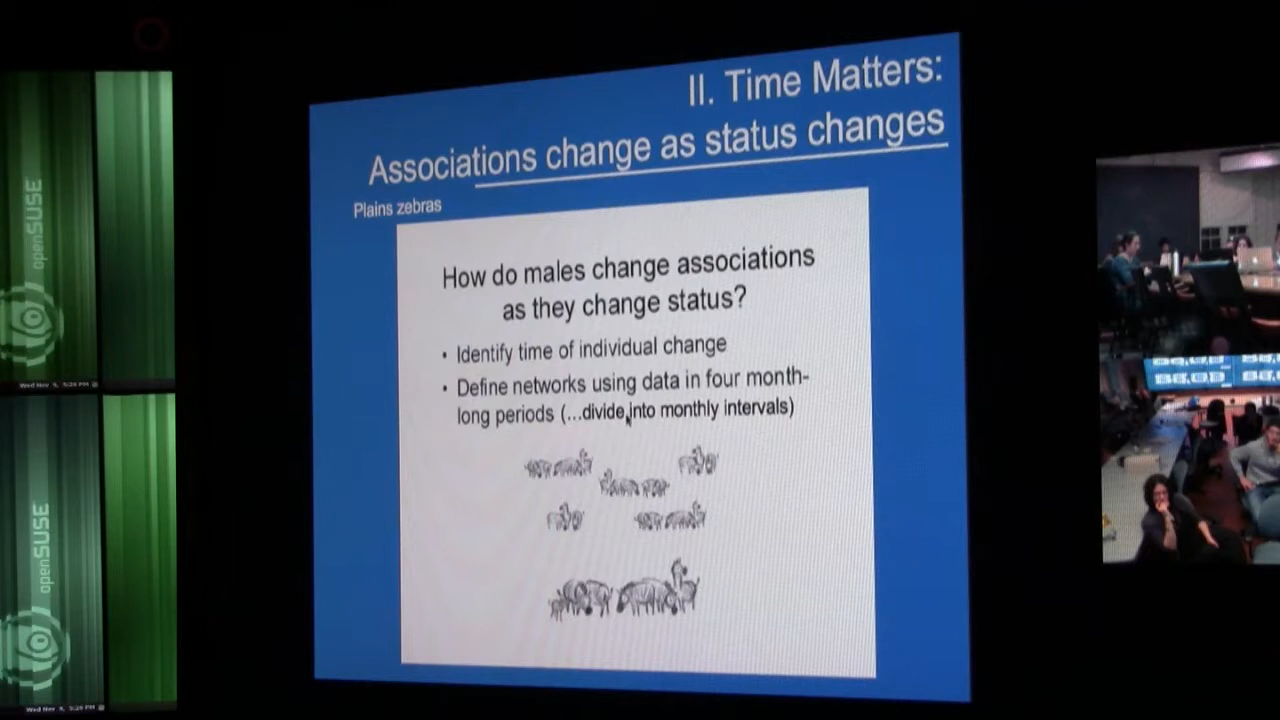 II. Time Matters:
Associations change as status changes
Plains zebras
How do males change associations
as they change status?
• Identify time of individual change
• Define networks using data in four month-
long periods (...divide into monthly intervals)
openSUSE
openSUSE